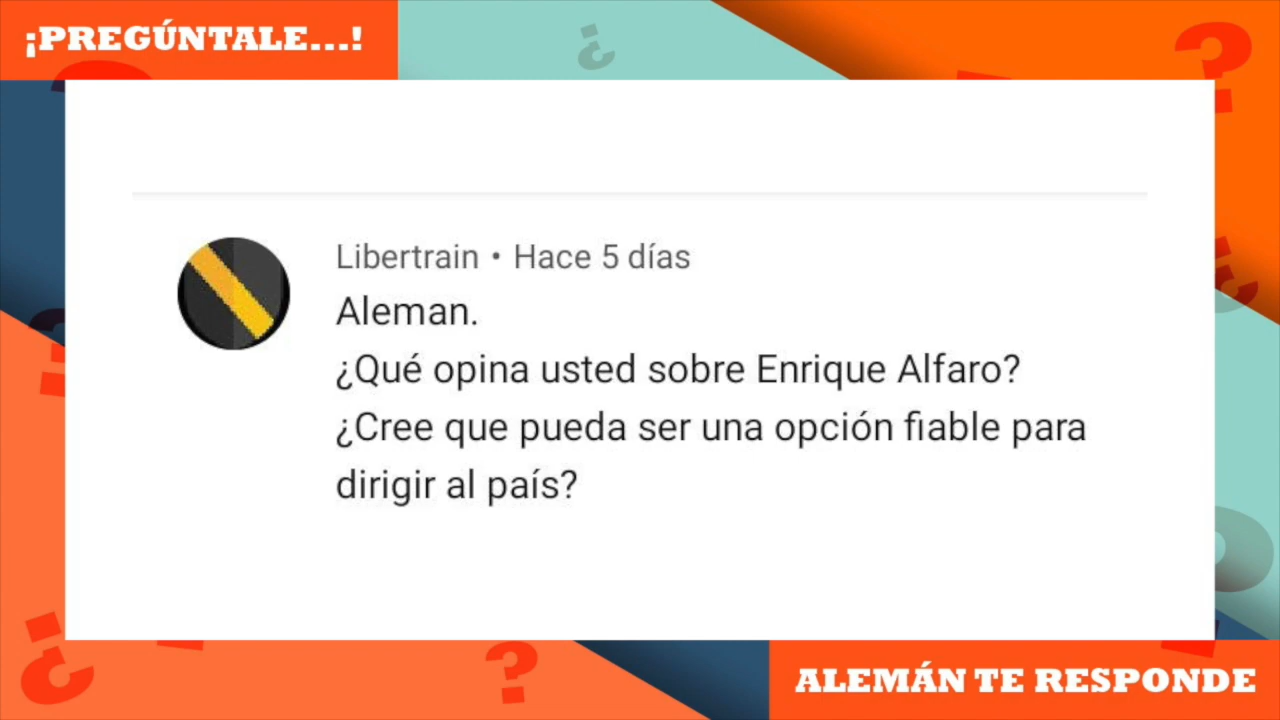 ¡PREGÚNTALE...!
Libertrain • Hace 5 días
Aleman.
¿Qué opina usted sobre Enrique Alfaro?
¿Cree que pueda ser una opción fiable para
dirigir al país?
ALEMÁN TE RESPONDE